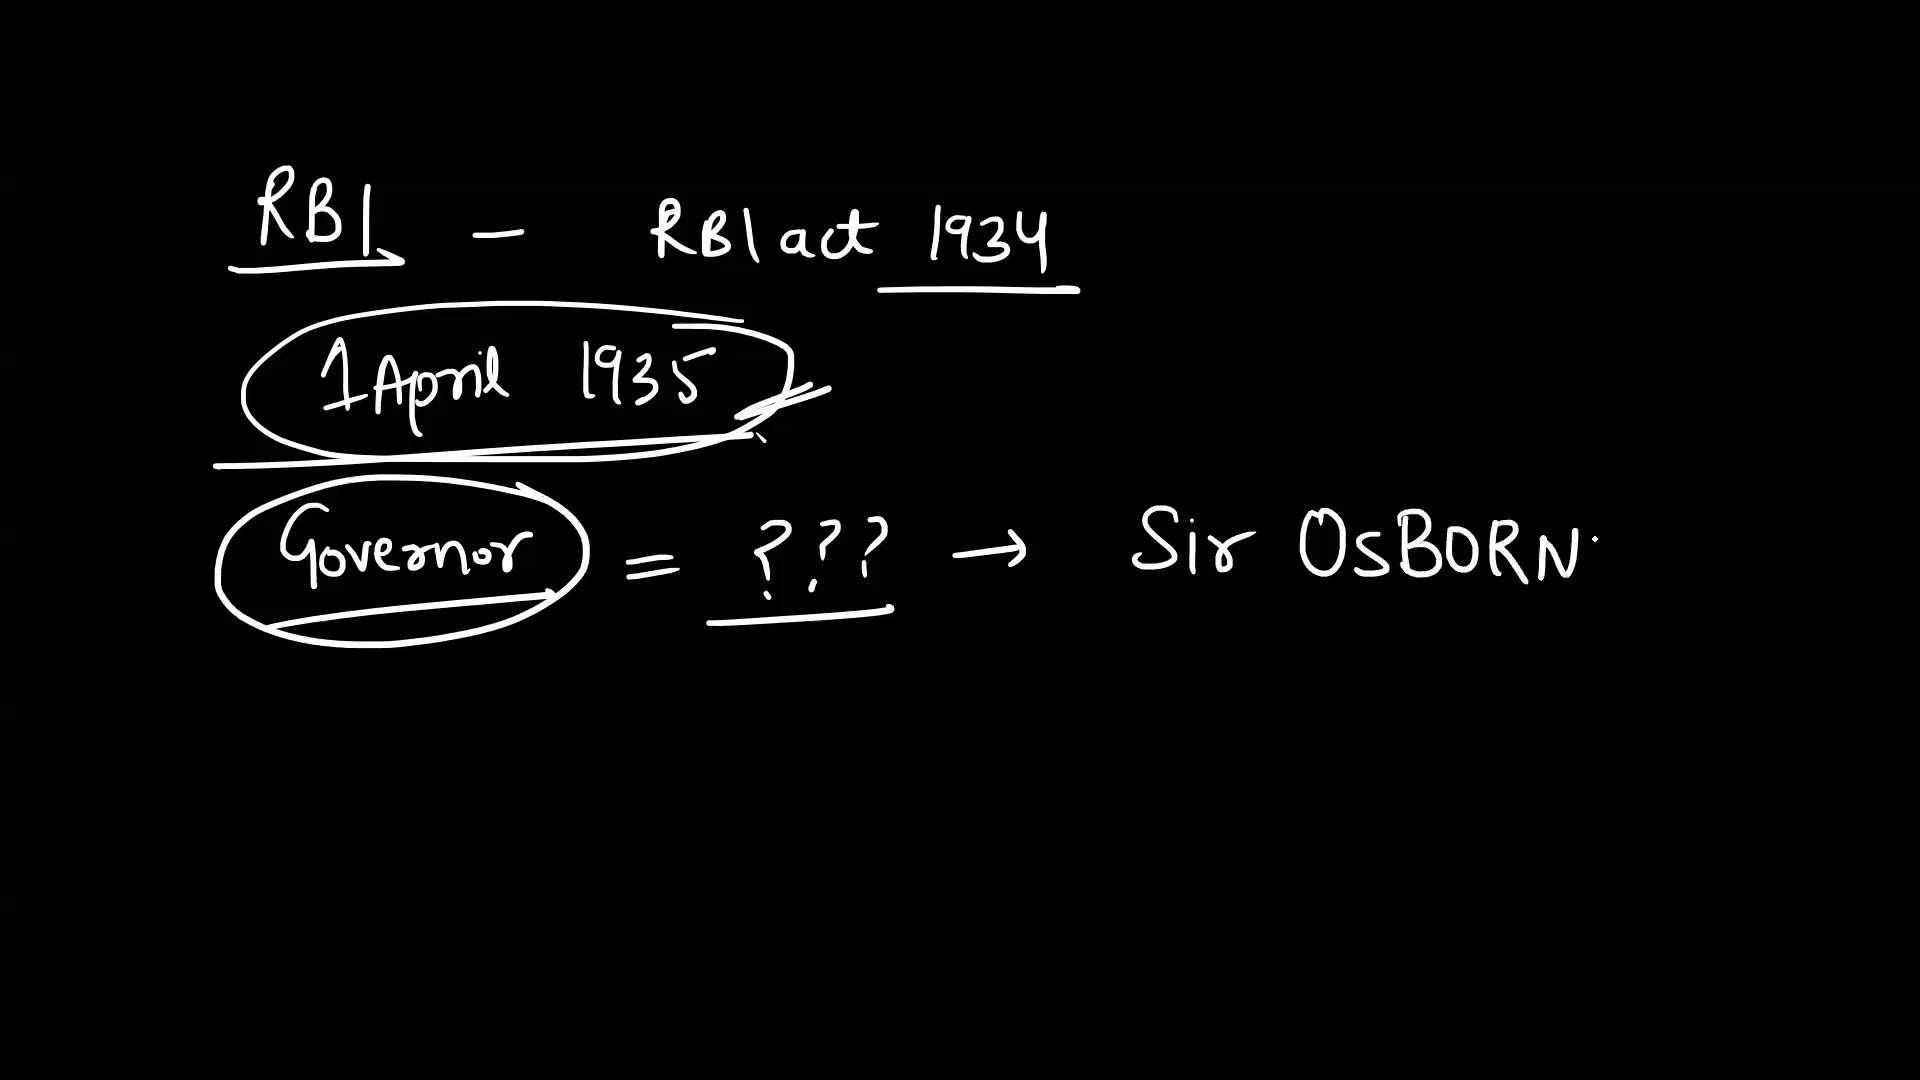 RBI - RBI act 1934
1 April 1935
Governor = ??? → Sir OSBORN